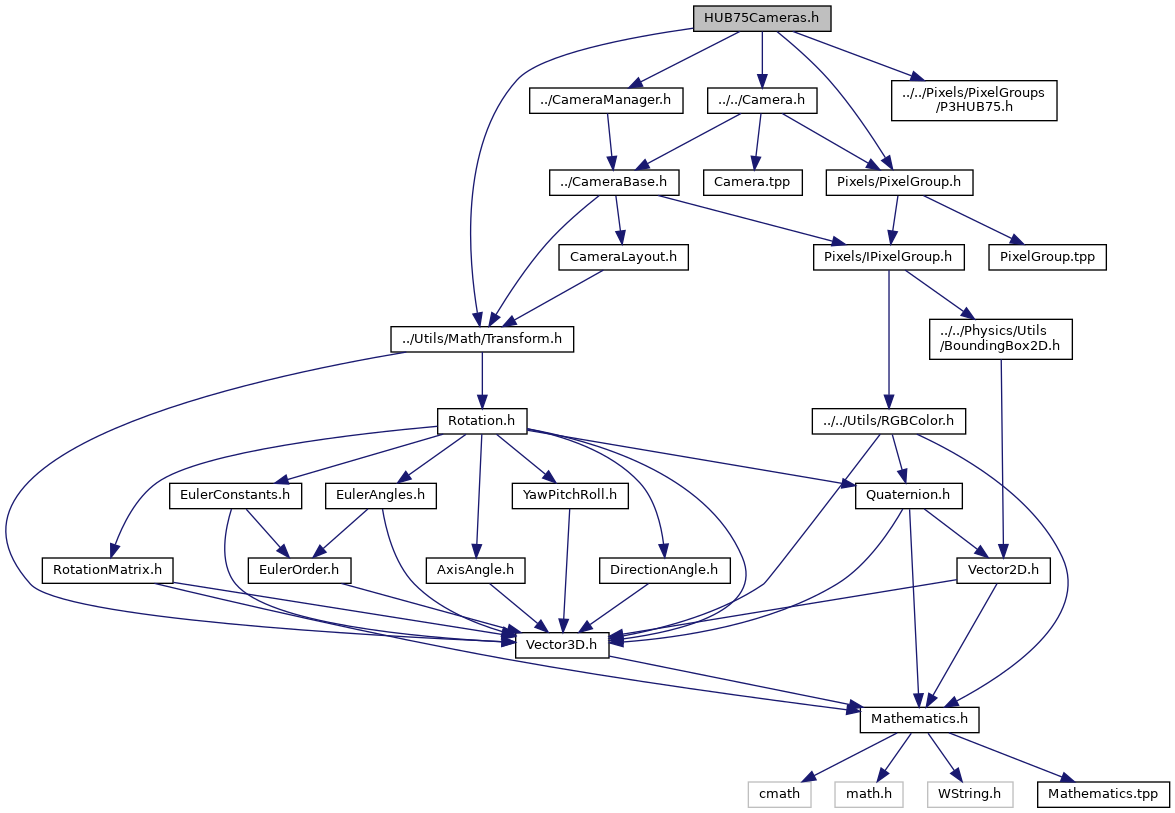 HUB75Cameras.h
../CameraManager.h
../../Camera.h
../../Pixels/PixelGroups
/P3HUB75.h
../CameraBase.h
Camera.tpp
Pixels/PixelGroup.h
CameraLayout.h
Pixels/IPixelGroup.h
PixelGroup.tpp
../Utils/Math/Transform.h
../../Physics/Utils
/BoundingBox2D.h
Rotation.h
../../Utils/RGBColor.h
EulerConstants.h
EulerAngles.h
YawPitchRoll.h
Quaternion.h
RotationMatrix.h
EulerOrder.h
AxisAngle.h
DirectionAngle.h
Vector2D.h
Vector3D.h
Mathematics.h
cmath
math.h
WString.h
Mathematics.tpp